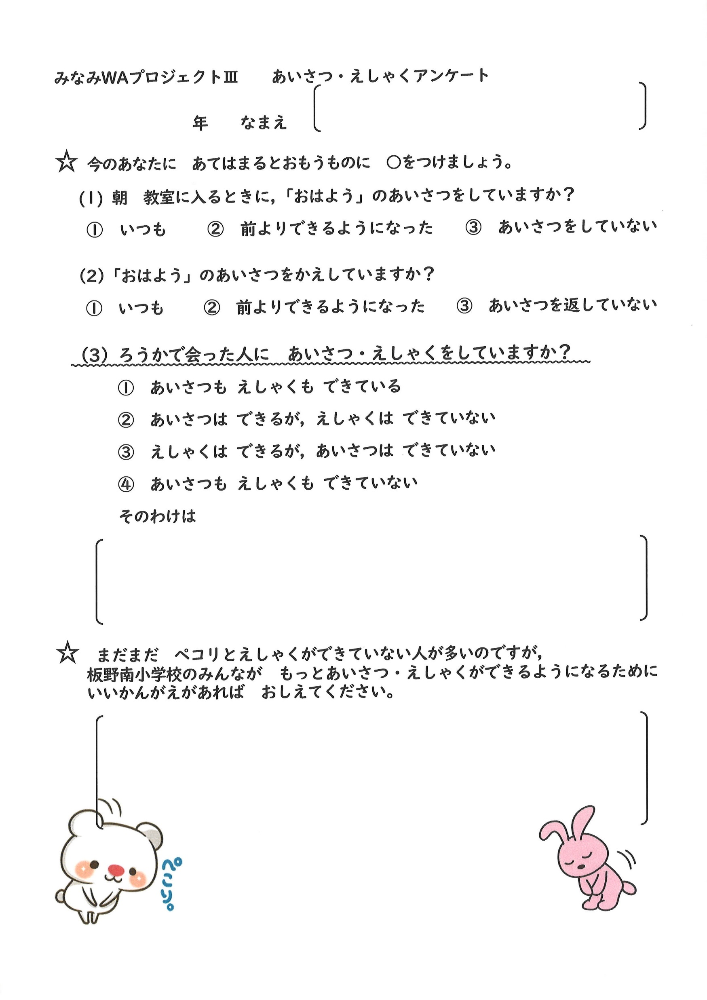 みなみWAプロジェクトⅢ　　あいさつ・えしゃくアンケート
年　　なまえ
☆ 今のあなたに　あてはまるとおもうものに　○をつけましょう。
(1) 朝　教室に入るときに,「おはよう」のあいさつをしていますか？
①　いつも　　②　前よりできるようになった　　③　あいさつをしていない
(2)「おはよう」のあいさつをかえしていますか？
①　いつも　　②　前よりできるようになった　　③　あいさつを返していない
(3) ろうかで会った人に　あいさつ・えしゃくをしていますか？
①　あいさつも えしゃくも できている
②　あいさつは できるが, えしゃくは できていない
③　えしゃくは できるが, あいさつは できていない
④　あいさつも えしゃくも できていない
そのわけは
☆　まだまだ　ペコリとえしゃくができていない人が多いのですが,
板野南小学校のみんなが　もっとあいさつ・えしゃくができるようになるために
いいかんがえがあれば　おしえてください。
ぺこり。